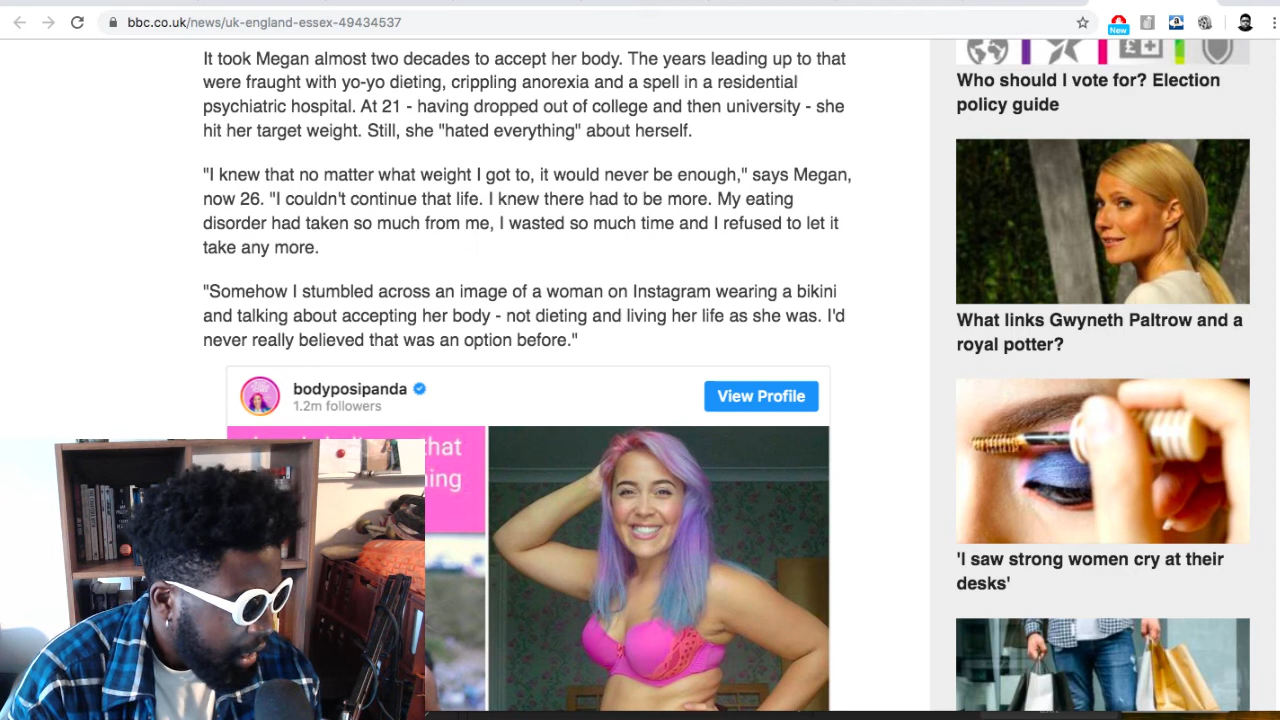 bbc.co.uk/news/uk-england-essex-49434537
New
It took Megan almost two decades to accept her body. The years leading up to that
were fraught with yo-yo dieting, crippling anorexia and a spell in a residential
psychiatric hospital. At 21 - having dropped out of college and then university - she
hit her target weight. Still, she "hated everything" about herself.
"I knew that no matter what weight I got to, it would never be enough," says Megan,
now 26. "I couldn't continue that life. I knew there had to be more. My eating
disorder had taken so much from me, I wasted so much time and I refused to let it
take any more.
"Somehow I stumbled across an image of a woman on Instagram wearing a bikini
and talking about accepting her body - not dieting and living her life as she was. I'd
never really believed that was an option before."
bodyposipanda
1.2m followers
View Profile
that
ing
Who should I vote for? Election
policy guide
What links Gwyneth Paltrow and a
royal potter?
'I saw strong women cry at their
desks'